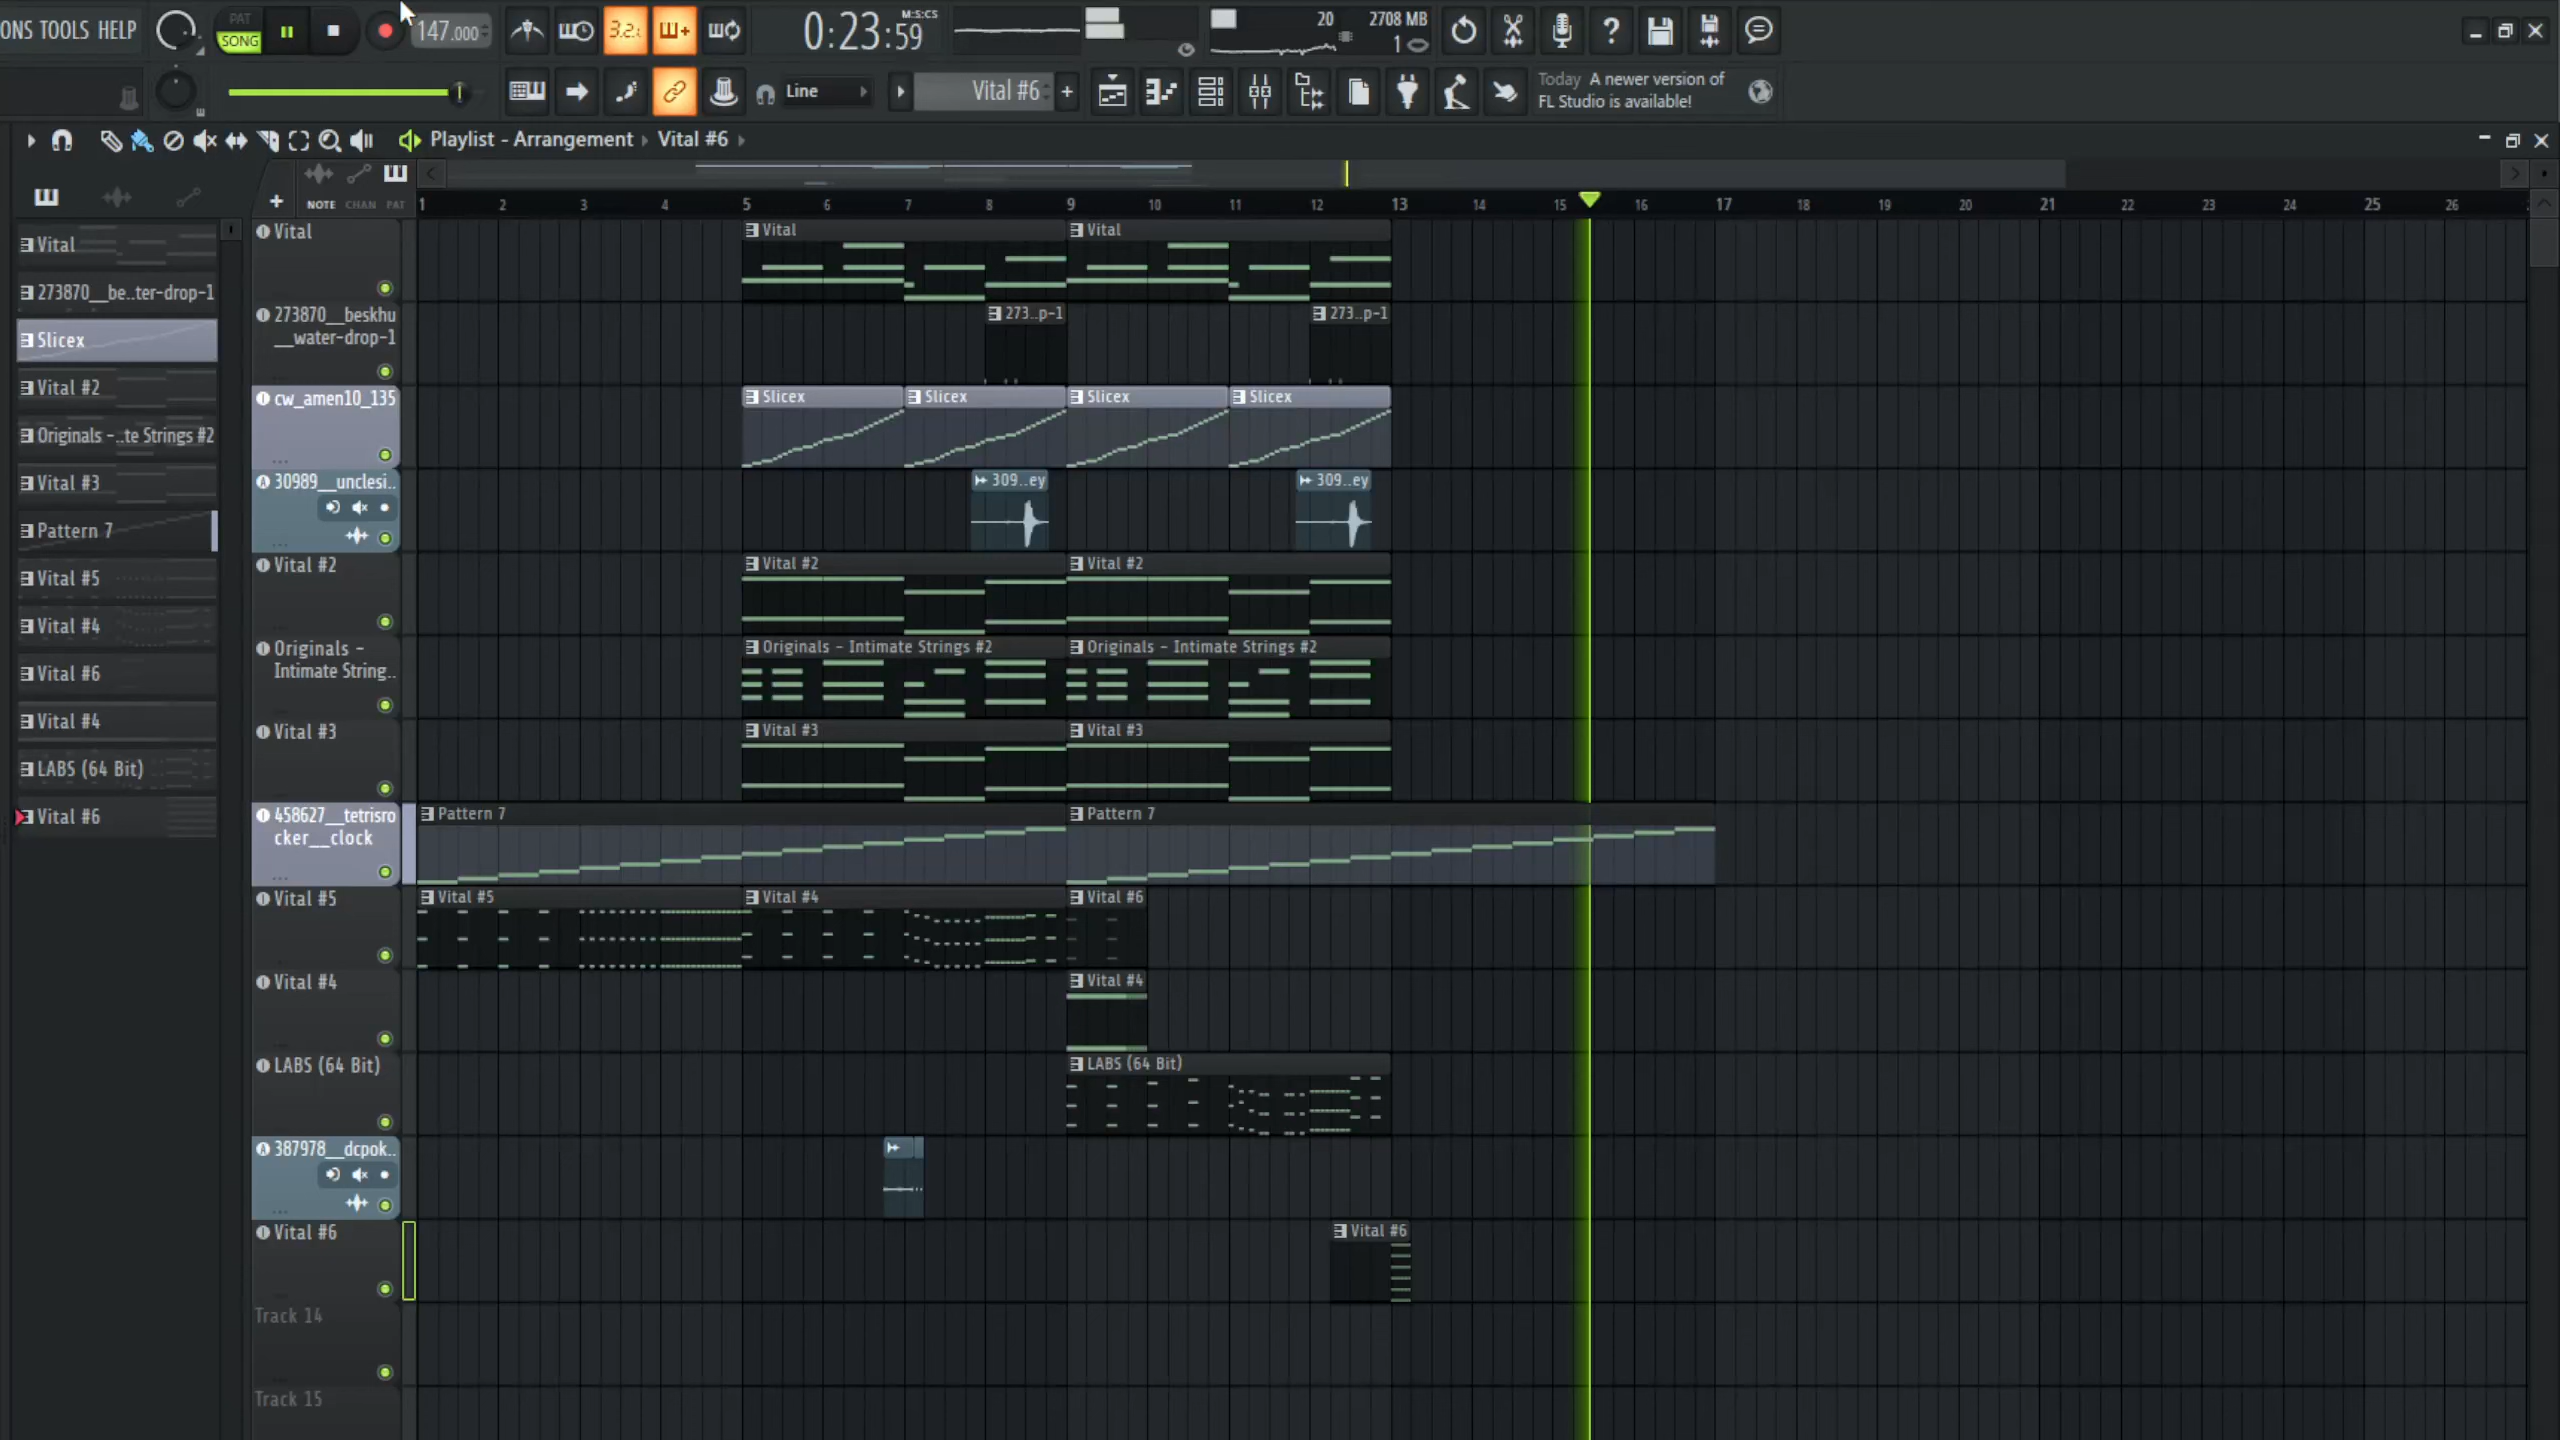 ONS TOOLS HELP
PAT
SONG
147.000
3.2.
0:23:59
M:S:CS
20
2708 MB
1
Line
Vital #6
+
Today A newer version of
FL Studio is available!
Playlist - Arrangement
Vital #6
NOTE CHAN PAT
1 2 3 4 5 6 7 8 9 10 11 12 13 14 15 16 17 18 19 20 21 22 23 24 25 26
Vital
273870__be..ter-drop-1
Slicex
Vital #2
Originals -..te Strings #2
Vital #3
Pattern 7
Vital #5
Vital #4
Vital #6
Vital #4
LABS (64 Bit)
Vital #6
Vital
Vital
Vital
273870__beskhu
__water-drop-1
273..p-1
273..p-1
cw_amen10_135
Slicex
Slicex
Slicex
Slicex
30989__unclesi..
309..ey
309..ey
Vital #2
Vital #2
Vital #2
Originals -
Intimate String..
Originals - Intimate Strings #2
Originals - Intimate Strings #2
Vital #3
Vital #3
Vital #3
458627__tetrisro
cker__clock
Pattern 7
Pattern 7
Vital #5
Vital #5
Vital #4
Vital #6
Vital #4
Vital #4
LABS (64 Bit)
LABS (64 Bit)
387978__dcpok..
Vital #6
Vital #6
Track 14
Track 15